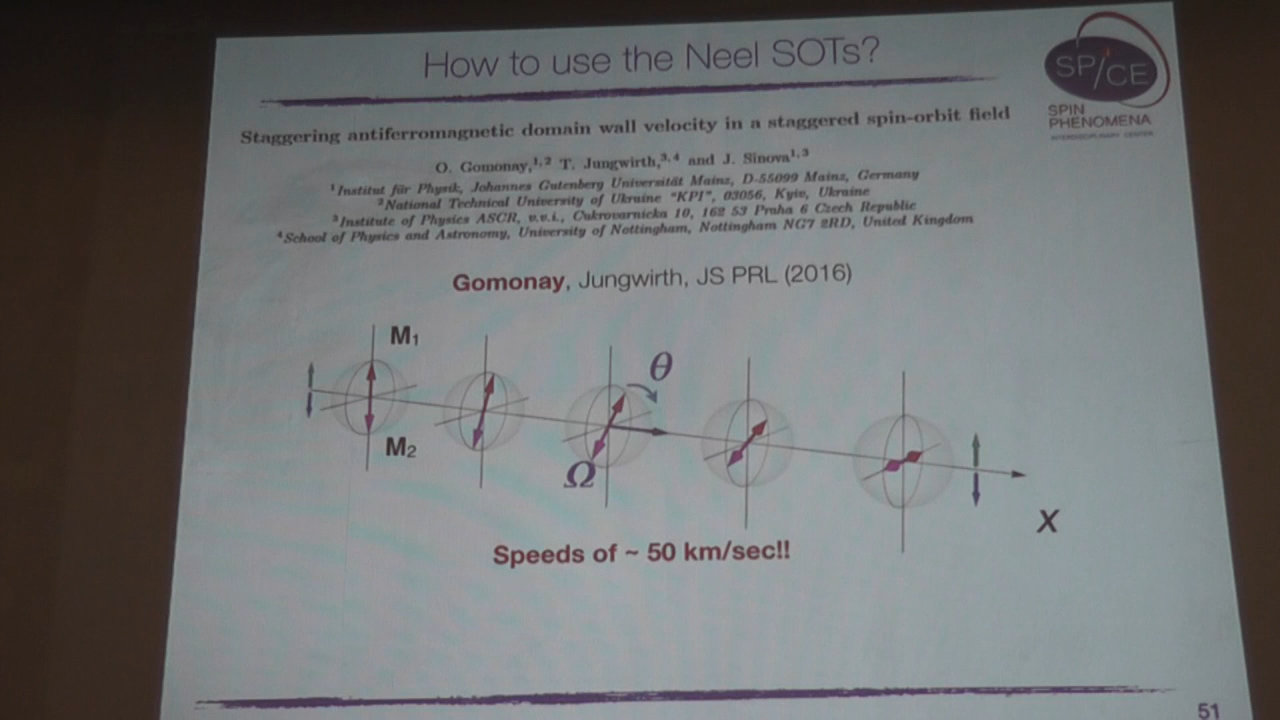 How to use the Neel SOTs?
SP/CE
SPIN
PHENOMENA
INTERDISCIPLINARY CENTER
Staggering antiferromagnetic domain wall velocity in a staggered spin-orbit field
O. Gomonay,1,2 T. Jungwirth,3,4 and J. Sinova1,3
1Institut für Physik, Johannes Gutenberg Universität Mainz, D-55099 Mainz, Germany
2National Technical University of Ukraine "KPI", 03056, Kyiv, Ukraine
3Institute of Physics ASCR, v.v.i., Cukrovarnicka 10, 162 53 Praha 6 Czech Republic
4School of Physics and Astronomy, University of Nottingham, Nottingham NG7 2RD, United Kingdom
Gomonay, Jungwirth, JS PRL (2016)
M1
θ
M2
Ω
X
Speeds of ~ 50 km/sec!!
51